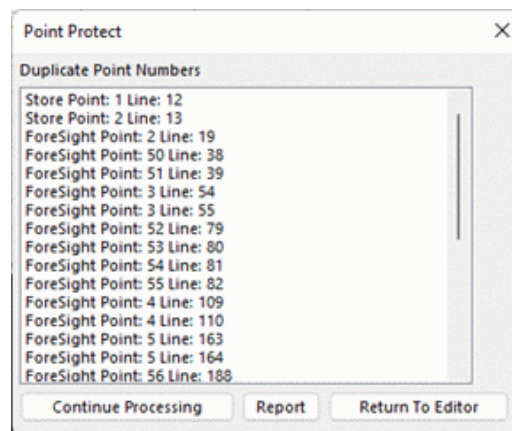 Point Protect
Duplicate Point Numbers
Store Point: 1 Line: 12
Store Point: 2 Line: 13
ForeSight Point: 2 Line: 19
ForeSight Point: 50 Line: 38
ForeSight Point: 51 Line: 39
ForeSight Point: 3 Line: 54
ForeSight Point: 3 Line: 55
ForeSight Point: 52 Line: 79
ForeSight Point: 53 Line: 80
ForeSight Point: 54 Line: 81
ForeSight Point: 55 Line: 82
ForeSight Point: 4 Line: 109
ForeSight Point: 4 Line: 110
ForeSight Point: 5 Line: 163
ForeSight Point: 5 Line: 164
ForeSight Point: 56 Line: 188
Continue Processing Report Return To Editor